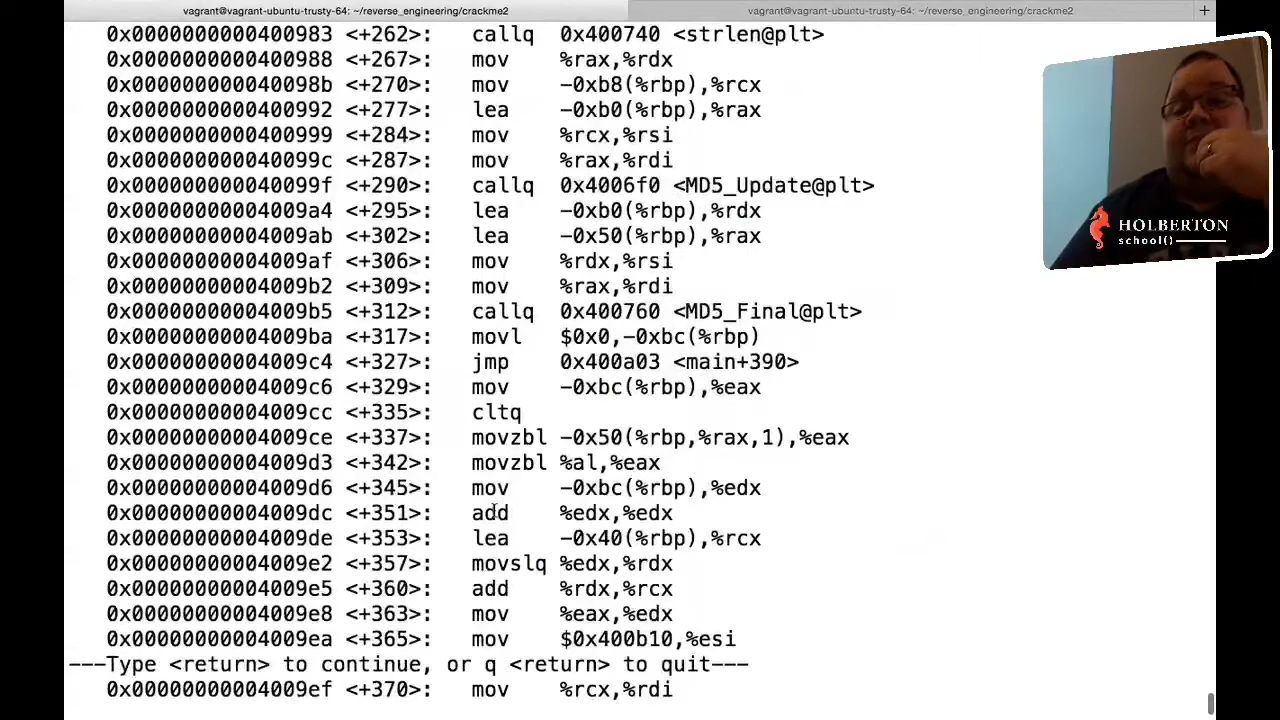 vagrant@vagrant-ubuntu-trusty-64: ~/reverse_engineering/crackme2
vagrant@vagrant-ubuntu-trusty-64: ~/reverse_engineering/crackme2
+
0x0000000000400983 <+262>: callq 0x400740 <strlen@plt>
0x0000000000400988 <+267>: mov %rax,%rdx
0x000000000040098b <+270>: mov -0xb8(%rbp),%rcx
0x0000000000400992 <+277>: lea -0xb0(%rbp),%rax
0x0000000000400999 <+284>: mov %rcx,%rsi
0x000000000040099c <+287>: mov %rax,%rdi
0x000000000040099f <+290>: callq 0x4006f0 <MD5_Update@plt>
0x00000000004009a4 <+295>: lea -0xb0(%rbp),%rdx
0x00000000004009ab <+302>: lea -0x50(%rbp),%rax
0x00000000004009af <+306>: mov %rdx,%rsi
0x00000000004009b2 <+309>: mov %rax,%rdi
0x00000000004009b5 <+312>: callq 0x400760 <MD5_Final@plt>
0x00000000004009ba <+317>: movl $0x0,-0xbc(%rbp)
0x00000000004009c4 <+327>: jmp 0x400a03 <main+390>
0x00000000004009c6 <+329>: mov -0xbc(%rbp),%eax
0x00000000004009cc <+335>: cltq
0x00000000004009ce <+337>: movzbl -0x50(%rbp,%rax,1),%eax
0x00000000004009d3 <+342>: movzbl %al,%eax
0x00000000004009d6 <+345>: mov -0xbc(%rbp),%edx
0x00000000004009dc <+351>: add %edx,%edx
0x00000000004009de <+353>: lea -0x40(%rbp),%rcx
0x00000000004009e2 <+357>: movslq %edx,%rdx
0x00000000004009e5 <+360>: add %rdx,%rcx
0x00000000004009e8 <+363>: mov %eax,%edx
0x00000000004009ea <+365>: mov $0x400b10,%esi
---Type <return> to continue, or q <return> to quit---
0x00000000004009ef <+370>: mov %rcx,%rdi
HOLBERTON
school()